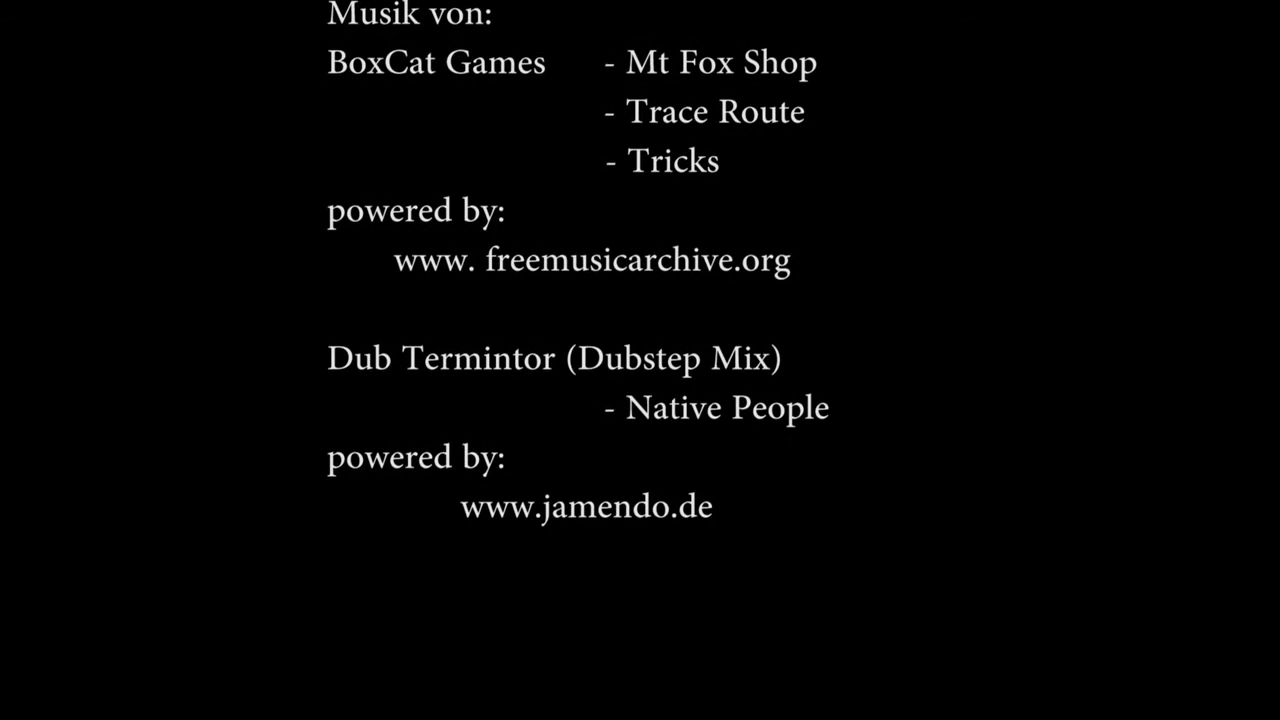 Musik von:
BoxCat Games - Mt Fox Shop
- Trace Route
- Tricks
powered by:
www. freemusicarchive.org
Dub Termintor (Dubstep Mix)
- Native People
powered by:
www.jamendo.de